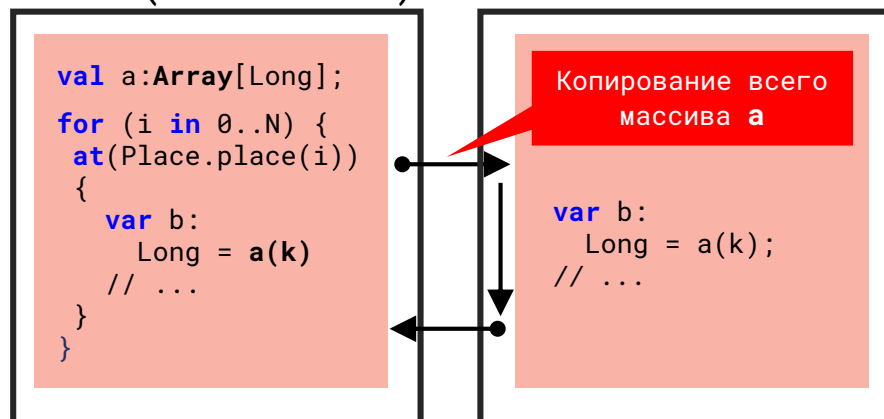 val a:Array[Long];
for (i in 0..N) {
at(Place.place(i))
{
var b:
Long = a(k)
// ...
}
}
Копирование всего
массива a
var b:
Long = a(k);
// ...